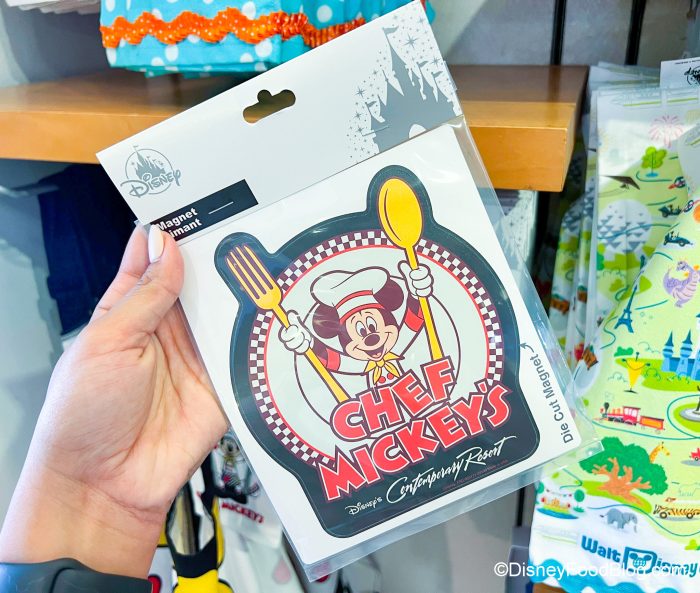 Disney
Magnet
Aimant
CHEF
MICKEY'S
Disney's Contemporary Resort
Die Cut Magnet
MICKEY'S
Walt Disney
©DisneyFoodBlog.com